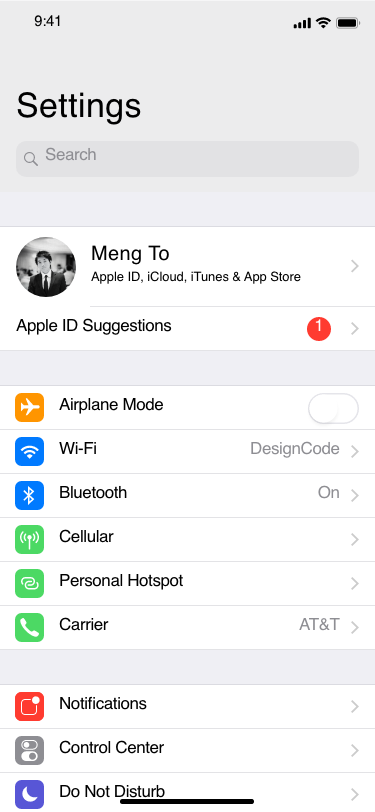 9:41
Settings
Search
Meng To
Apple ID, iCloud, iTunes & App Store
Apple ID Suggestions 1
Airplane Mode
Wi-Fi DesignCode
Bluetooth On
Cellular
Personal Hotspot
Carrier AT&T
Notifications
Control Center
Do Not Disturb